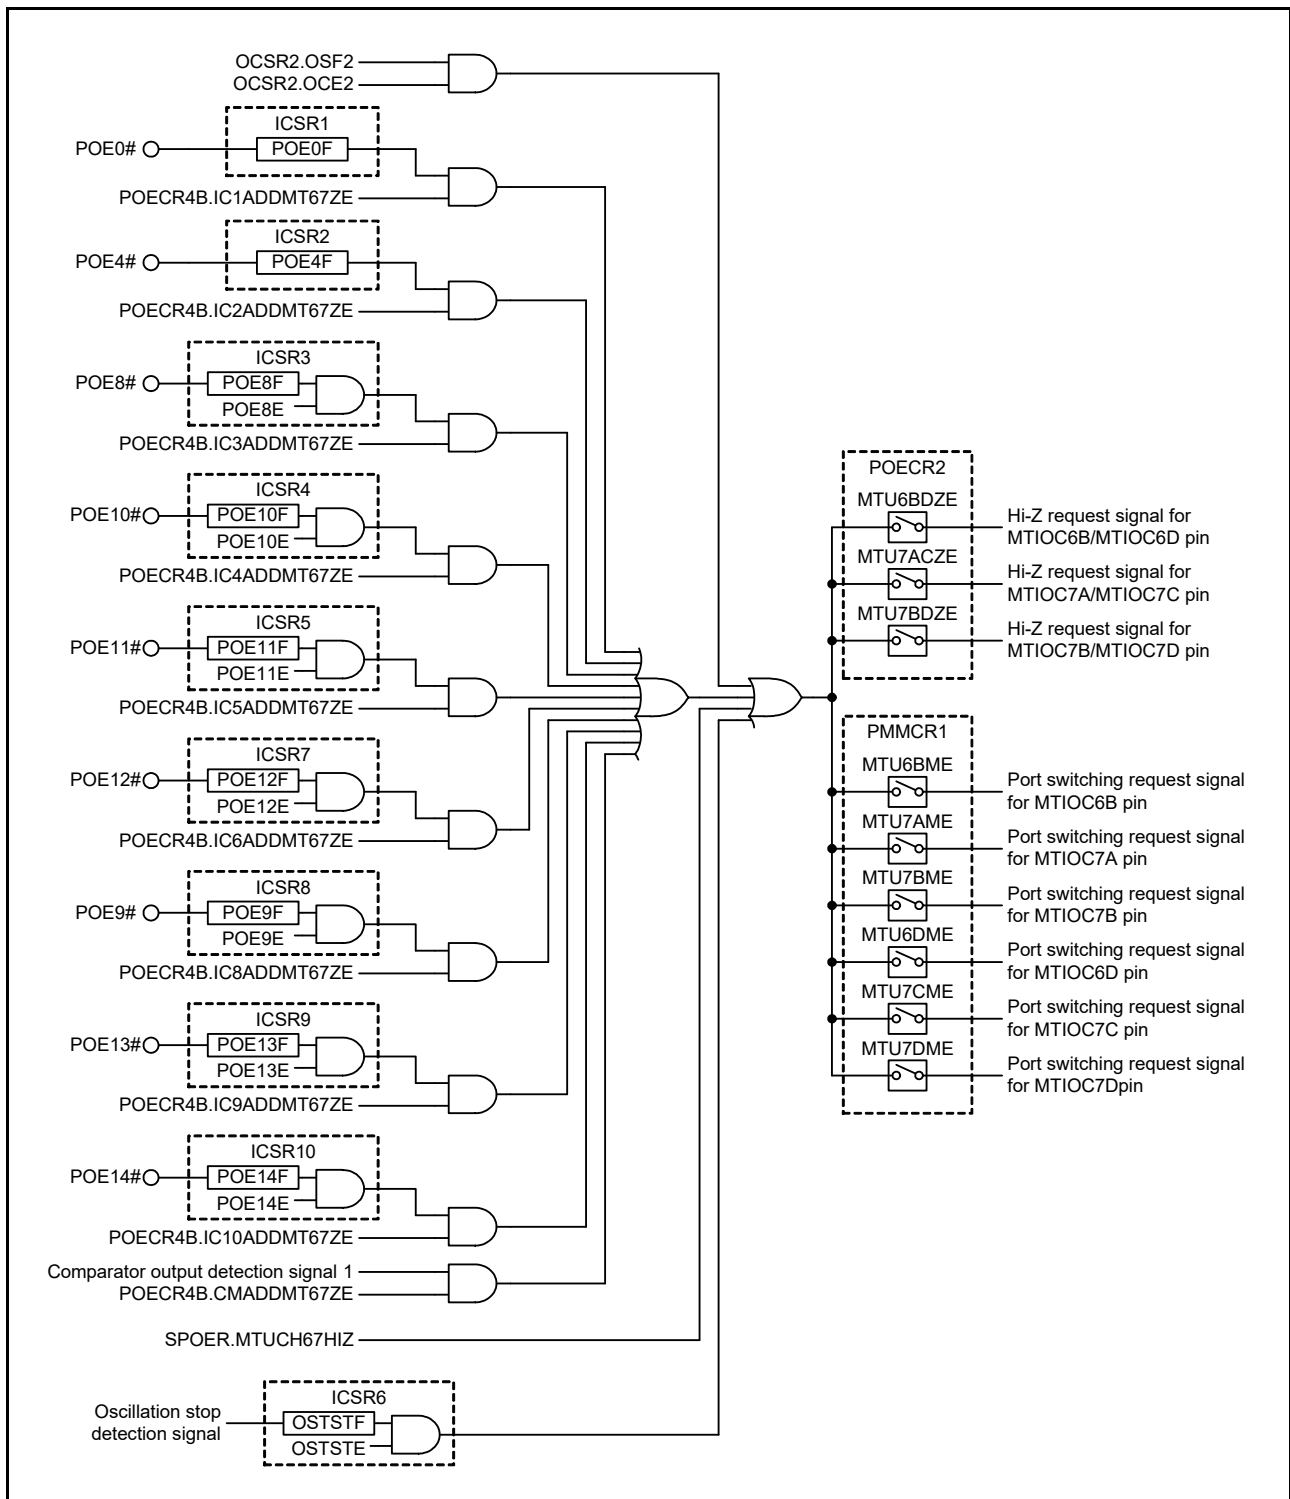 OCSR2.OSF2
OCSR2.OCE2
ICSR1
POE0#
POE0F
POECR4B.IC1ADDMT67ZE
ICSR2
POE4#
POE4F
POECR4B.IC2ADDMT67ZE
ICSR3
POE8#
POE8F
POE8E
POECR4B.IC3ADDMT67ZE
ICSR4
POE10#
POE10F
POE10E
POECR4B.IC4ADDMT67ZE
ICSR5
POE11#
POE11F
POE11E
POECR4B.IC5ADDMT67ZE
ICSR7
POE12#
POE12F
POE12E
POECR4B.IC6ADDMT67ZE
ICSR8
POE9#
POE9F
POE9E
POECR4B.IC8ADDMT67ZE
ICSR9
POE13#
POE13F
POE13E
POECR4B.IC9ADDMT67ZE
ICSR10
POE14#
POE14F
POE14E
POECR4B.IC10ADDMT67ZE
Comparator output detection signal 1
POECR4B.CMADDMT67ZE
SPOER.MTUCH67HIZ
ICSR6
Oscillation stop
detection signal
OSTSTF
OSTSTE
POECR2
MTU6BDZE
Hi-Z request signal for
MTIOC6B/MTIOC6D pin
MTU7ACZE
Hi-Z request signal for
MTIOC7A/MTIOC7C pin
MTU7BDZE
Hi-Z request signal for
MTIOC7B/MTIOC7D pin
PMMCR1
MTU6BME
Port switching request signal
for MTIOC6B pin
MTU7AME
Port switching request signal
for MTIOC7A pin
MTU7BME
Port switching request signal
for MTIOC7B pin
MTU6DME
Port switching request signal
for MTIOC6D pin
MTU7CME
Port switching request signal
for MTIOC7C pin
MTU7DME
Port switching request signal
for MTIOC7Dpin